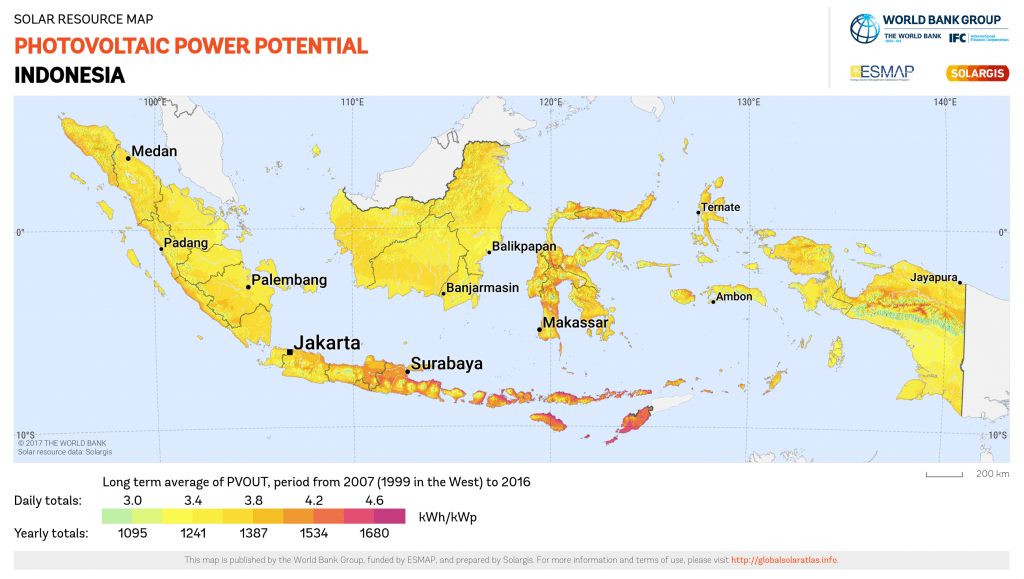 SOLAR RESOURCE MAP
PHOTOVOLTAIC POWER POTENTIAL
INDONESIA
WORLD BANK GROUP
THE WORLD BANK
IBRD • IDA
IFC International Finance Corporation
ESMAP
SOLARGIS
100°E 110°E 120°E 130°E 140°E
Medan
Ternate
0° 0°
Padang
Balikpapan
Palembang
Jayapura
Banjarmasin
Ambon
Makassar
Jakarta
Surabaya
10°S 10°S
© 2017 THE WORLD BANK
Solar resource data: Solargis
200 km
Long term average of PVOUT, period from 2007 (1999 in the West) to 2016
Daily totals: 3.0 3.4 3.8 4.2 4.6
kWh/kWp
Yearly totals: 1095 1241 1387 1534 1680
This map is published by the World Bank Group, funded by ESMAP, and prepared by Solargis. For more information and terms of use, please visit http://globalsolaratlas.info.